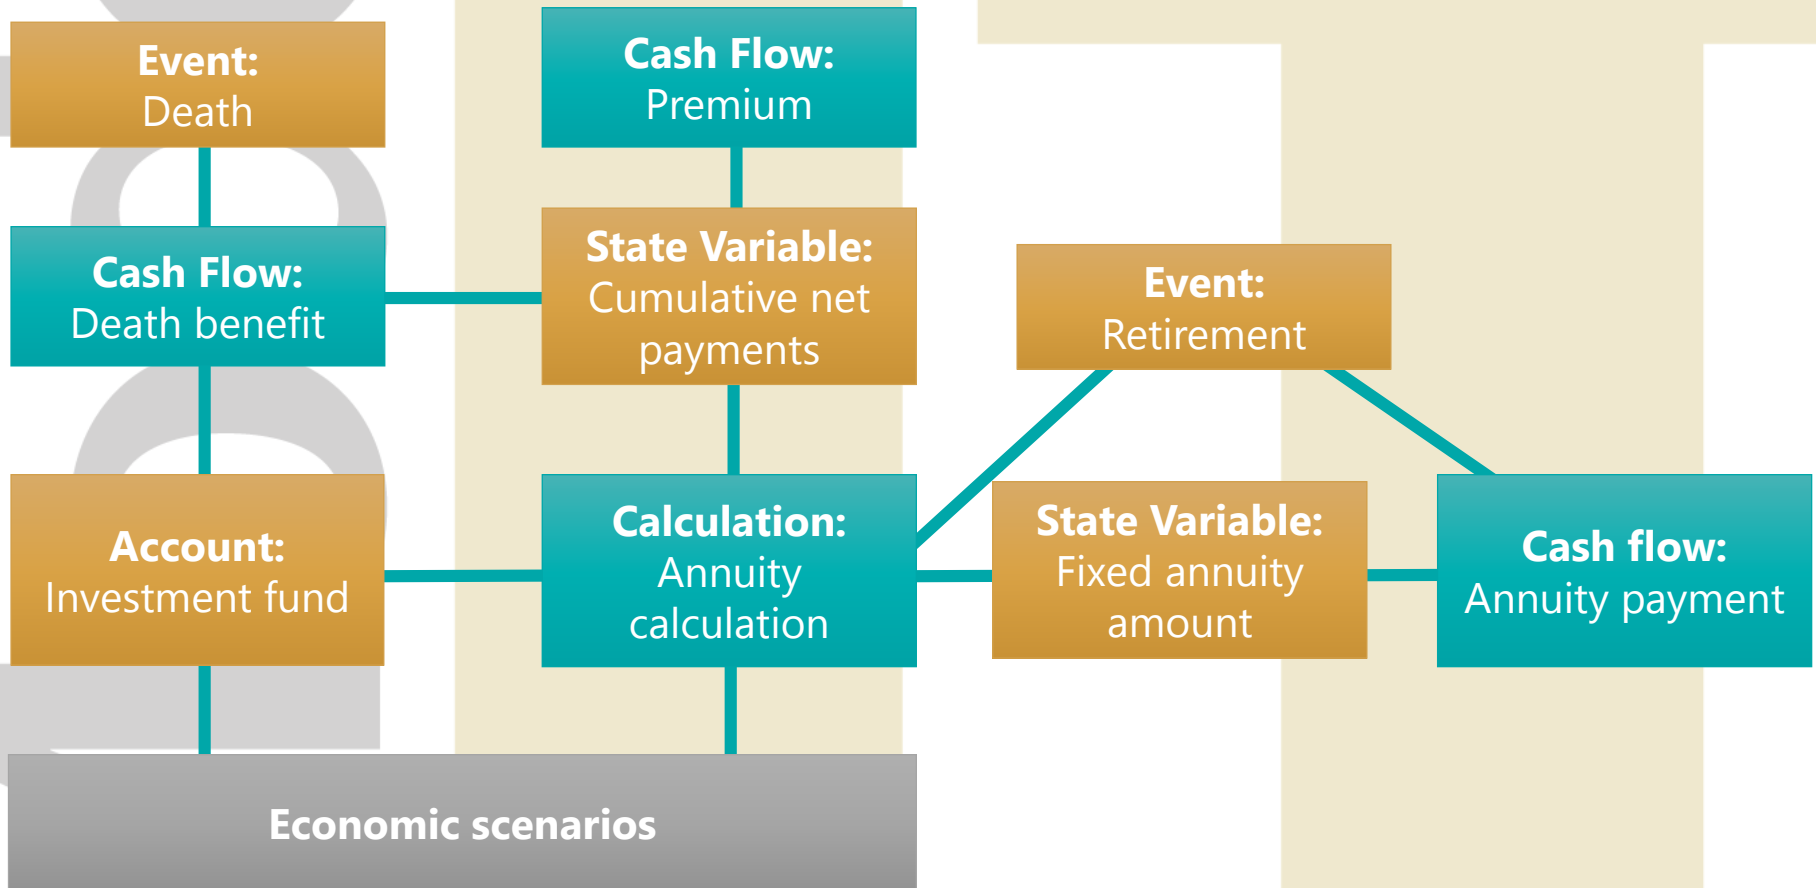 Event:
Death
Cash Flow:
Premium
Cash Flow:
Death benefit
State Variable:
Cumulative net
payments
Event:
Retirement
Account:
Investment fund
Calculation:
Annuity
calculation
State Variable:
Fixed annuity
amount
Cash flow:
Annuity payment
Economic scenarios